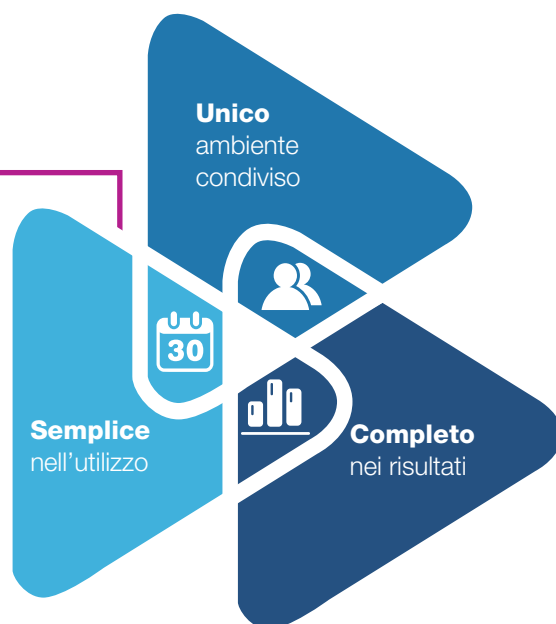 Unico
ambiente
condiviso
30
Semplice
nell'utilizzo
Completo
nei risultati